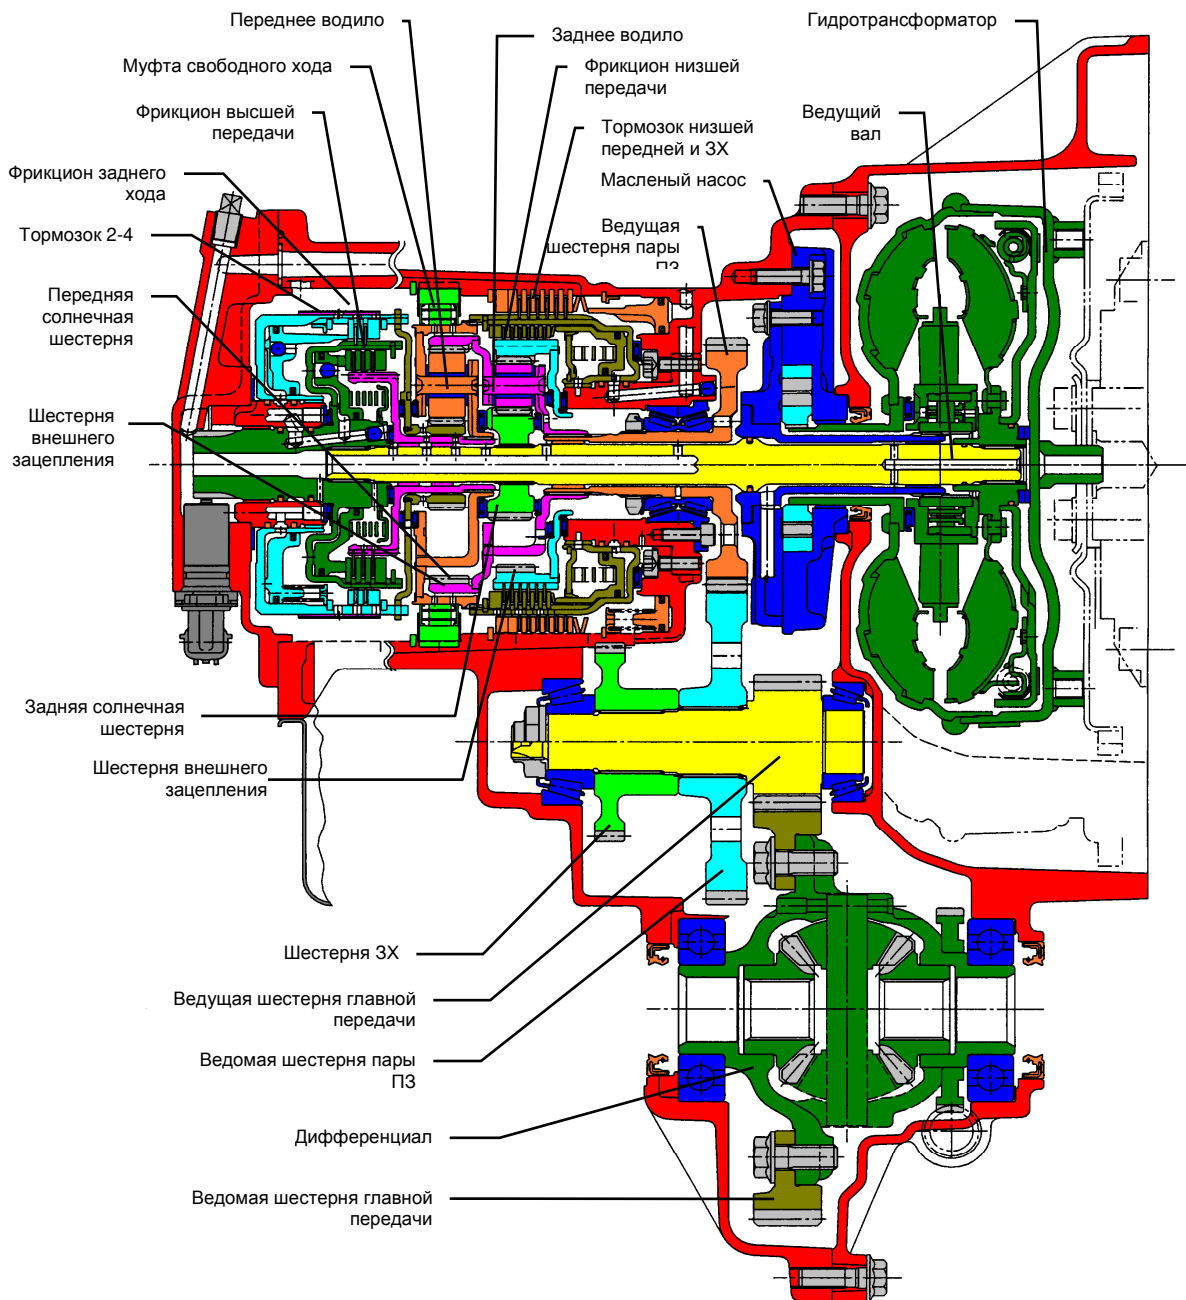 Переднее водило
Гидротрансформатор
Заднее водило
Муфта свободного хода
Фрикцион низшей
передачи
Фрикцион высшей
передачи
Тормозок низшей
передней и ЗХ
Ведущий
вал
Фрикцион заднего
хода
Масленый насос
Тормозок 2-4
Ведущая
шестерня пары
ПЗ
Передняя
солнечная
шестерня
Шестерня
внешнего
зацепления
Задняя солнечная
шестерня
Шестерня внешнего
зацепления
Шестерня ЗХ
Ведущая шестерня главной
передачи
Ведомая шестерня пары
ПЗ
Дифференциал
Ведомая шестерня главной
передачи